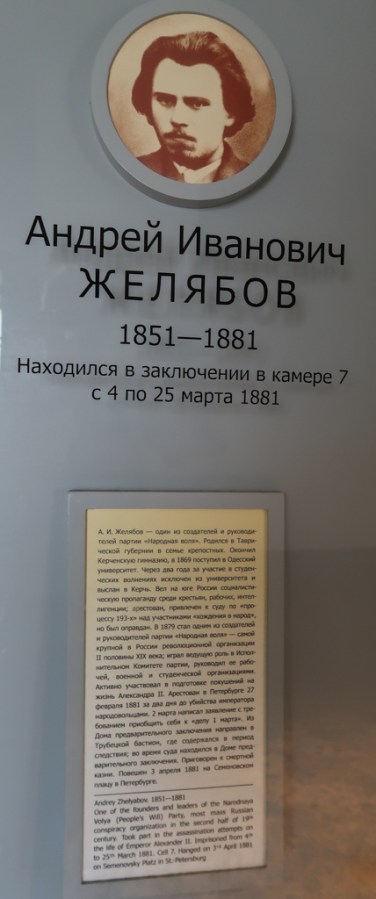 Андрей Иванович
ЖЕЛЯБОВ
1851—1881
Находился в заключении в камере 7
с 4 по 25 марта 1881
А. И. Желябов — один из создателей и руководи-
телей партии «Народная воля». Родился в Таври-
ческой губернии в семье крепостных. Окончил
Керченскую гимназию, в 1869 поступил в Одесский
университет. Через два года за участие в студен-
ческих волнениях исключен из университета и
выслан в Керчь. Вел на юге России социалисти-
ческую пропаганду среди крестьян, рабочих, интел-
лигенции; арестован, привлечен к суду по «про-
цессу 193-х» над участниками «хождения в народ»,
но был оправдан. В 1879 стал одним из создателей
и руководителей партии «Народная воля» — самой
крупной в России революционной организации
II половины XIX века; играл ведущую роль в Испол-
нительном Комитете партии, руководил ее рабо-
чей, военной и студенческой организациями.
Активно участвовал в подготовке покушений на
жизнь Александра II. Арестован в Петербурге 27
февраля 1881 за два дня до убийства императора
народовольцами. 2 марта написал заявление с тре-
бованием приобщить себя к «делу 1 марта». Из
Дома предварительного заключения направлен в
Трубецкой бастион, где содержался в период
следствия; во время суда находился в Доме пред-
варительного заключения. Приговорен к смертной
казни. Повешен 3 апреля 1881 на Семеновском
плацу в Петербурге.
Andrey Zhelyabov. 1851—1881
One of the founders and leaders of the Narodnaya
Volya (People's Will) Party, most mass Russian
conspiracy organization in the second half of 19th
century. Took part in the assassination attempts on
the life of Emperor Alexander II. Imprisoned from 4th
to 25th March 1881. Cell 7. Hanged on 3rd April 1881
on Semenovsky Platz in St.-Petersburg